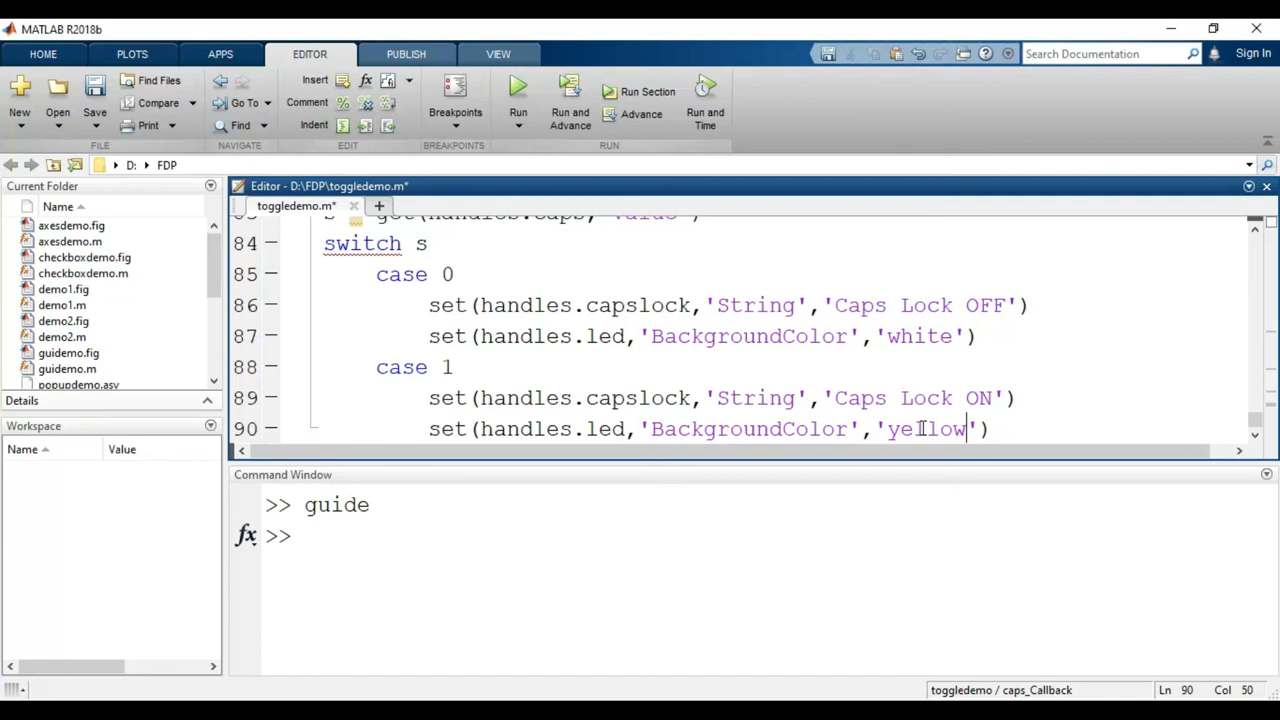 MATLAB R2018b
HOME PLOTS APPS EDITOR PUBLISH VIEW Search Documentation Sign In
New Open Save Find Files Compare Print Go To Find Insert Comment Indent Breakpoints Run Run and Advance Run Section Advance Run and Time
FILE NAVIGATE EDIT BREAKPOINTS RUN
D: FDP
Current Folder
Name
axesdemo.fig
axesdemo.m
checkboxdemo.fig
checkboxdemo.m
demo1.fig
demo1.m
demo2.fig
demo2.m
guidemo.fig
guidemo.m
popupdemo.asv
Details
Workspace
Name Value
Editor - D:\FDP\toggledemo.m*
toggledemo.m* +
84 switch s
85 case 0
86 set(handles.capslock,'String','Caps Lock OFF')
87 set(handles.led,'BackgroundColor','white')
88 case 1
89 set(handles.capslock,'String','Caps Lock ON')
90 set(handles.led,'BackgroundColor','yellow')
Command Window
>> guide
fx >>
toggledemo / caps_Callback Ln 90 Col 50